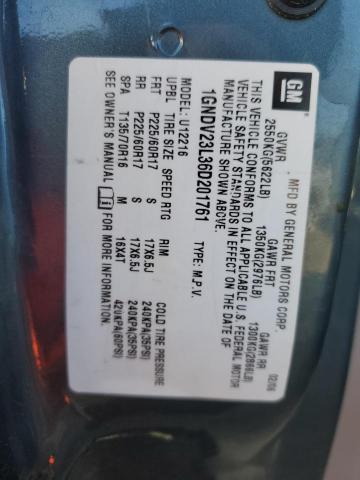 GM
MFD BY GENERAL MOTORS CORP. 02/06
GVWR GAWR FRT GAWR RR
2550KG(5622LB) 1350KG(2976LB) 1300KG(2866LB)
THIS VEHICLE CONFORMS TO ALL APPLICABLE U.S. FEDERAL MOTOR
VEHICLE SAFETY STANDARDS IN EFFECT ON THE DATE OF
MANUFACTURE SHOWN ABOVE.
1GNDV23L36D201761 TYPE: M.P.V.
MODEL: U12216
UPBL TIRE SIZE SPEED RTG RIM COLD TIRE PRESSURE
FRT P225/60R17 S 17X6.5J 240KPA(35PSI)
RR P225/60R17 S 17X6.5J 240KPA(35PSI)
SPA T135/70R16 M 16X4T 420KPA(60PSI)
SEE OWNER'S MANUAL FOR MORE INFORMATION.